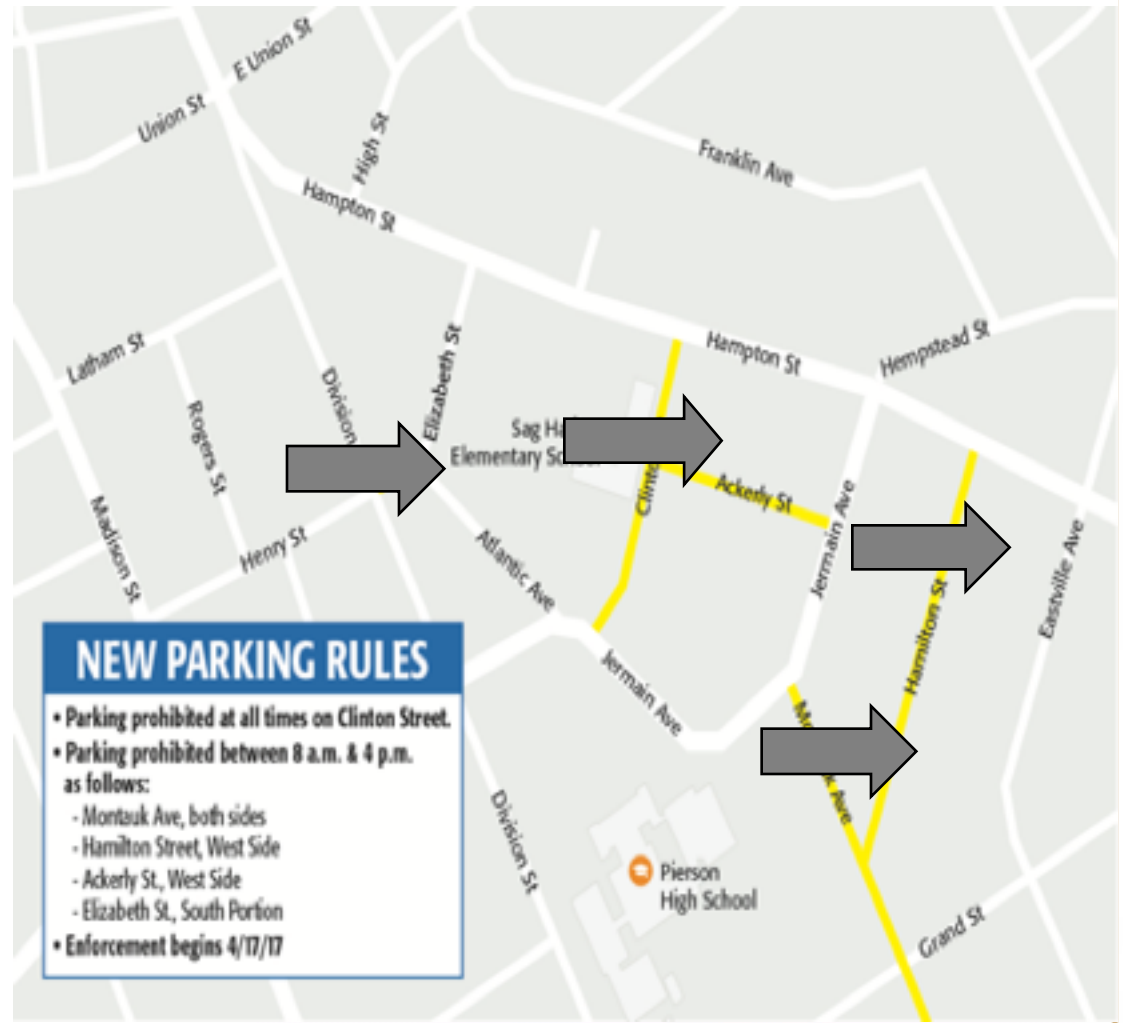 E Union St
Union St
High St
Hampton St
Franklin Ave
Latham St
Elizabeth St
Hampton St
Hempstead St
Rogers St
Division
Sag
Elementary
Ackerly St
Madison St
Henry St
Atlantic Ave
Jermain Ave
Eastville Ave
Hamilton St
Jermain Ave
NEW PARKING RULES
• Parking prohibited at all times on Clinton Street.
• Parking prohibited between 8 a.m. & 4 p.m.
as follows:
- Montauk Ave, both sides
- Hamilton Street, West Side
- Ackerly St., West Side
- Elizabeth St., South Portion
• Enforcement begins 4/17/17
Ave
Division St
Pierson
High School
Grand St